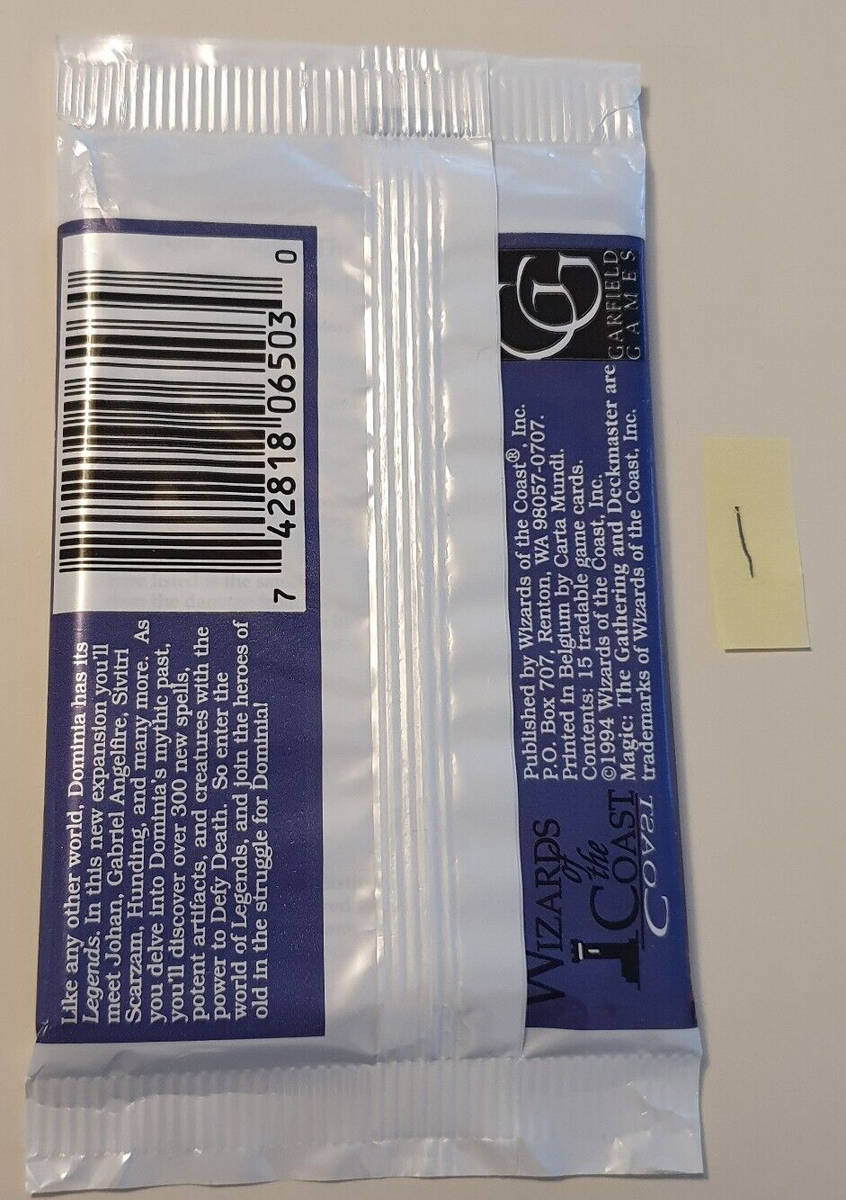 Like any other world, Dominia has its
Legends. In this new expansion you'll
meet Johan, Gabriel Angelfire, Sivitri
Scarzam, Hunding, and many more. As
you delve into Dominia's mythic past,
you'll discover over 300 new spells,
potent artifacts, and creatures with the
power to Defy Death. So enter the
world of Legends, and join the heroes of
old in the struggle for Dominia!
7 42818 06503 0
WIZARDS
of
the
COAST
COAST
Published by Wizards of the Coast®, Inc.
P.O. Box 707, Renton, WA 98057-0707.
Printed in Belgium by Carta Mundi.
Contents: 15 tradable game cards.
©1994 Wizards of the Coast, Inc.
Magic: The Gathering and Deckmaster are
trademarks of Wizards of the Coast, Inc.
GG
GARFIELD
GAMES